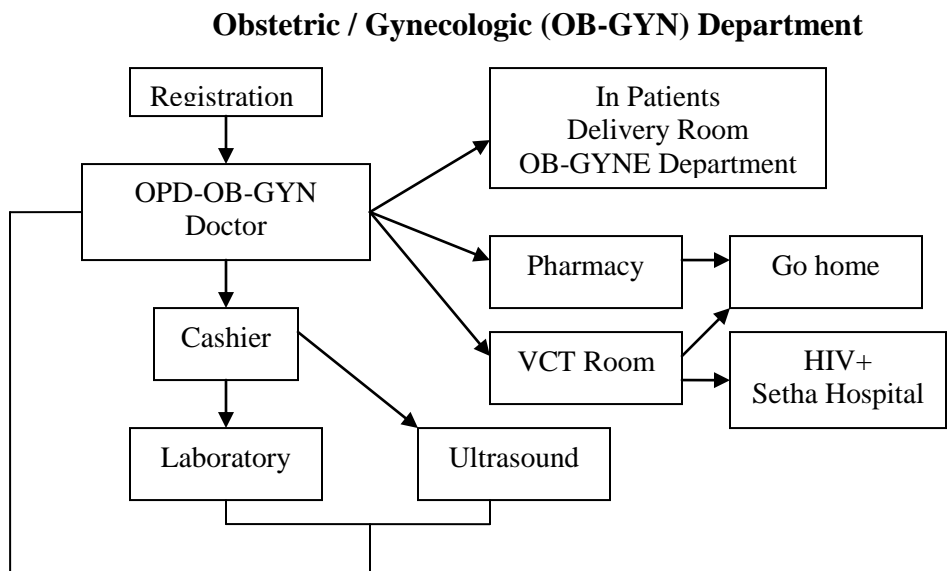 Obstetric / Gynecologic (OB-GYN) Department
Registration
In Patients
Delivery Room
OB-GYNE Department
OPD-OB-GYN
Doctor
Pharmacy
Go home
Cashier
VCT Room
HIV+
Setha Hospital
Laboratory
Ultrasound